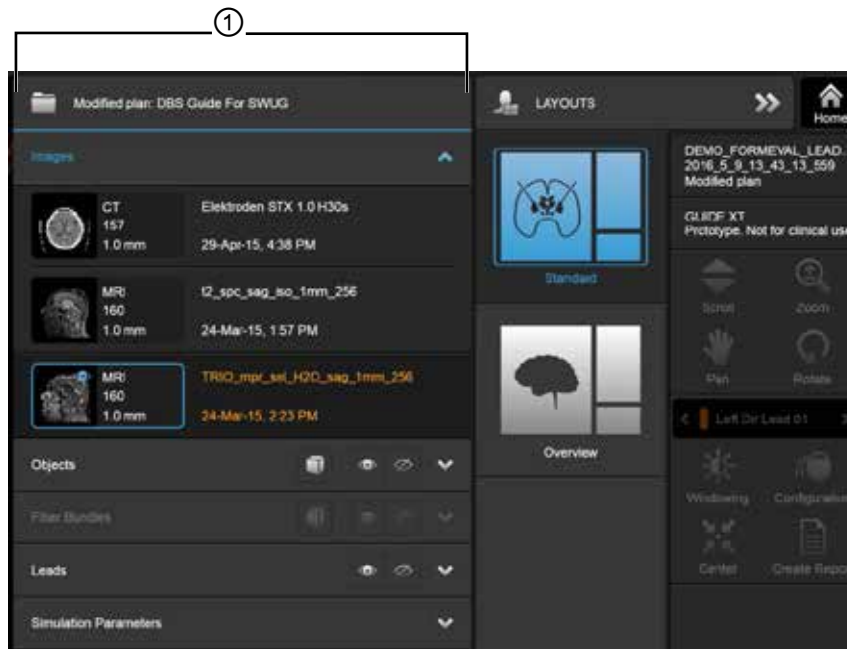 ①
Modified plan: DBS Guide For SWUG
LAYOUTS
Home
Images
CT
157
1.0 mm
Elektroden STX 1.0 H30s
29-Apr-15, 4:38 PM
MRI
160
1.0 mm
t2_spc_sag_iso_1mm_256
24-Mar-15, 1:57 PM
MRI
160
1.0 mm
TRIO_mpr_sel_H2O_sag_1mm_256
24-Mar-15, 2:23 PM
Objects
Fiber Bundles
Leads
Simulation Parameters
Standard
Overview
DEMO_FORMEVAL_LEAD..
2016_5_9_13_43_13_559
Modified plan
GUIDE XT
Prototype. Not for clinical use
Scroll
Zoom
Pan
Rotate
Left Dir Lead 01
Windowing
Configuration
Center
Create Repo